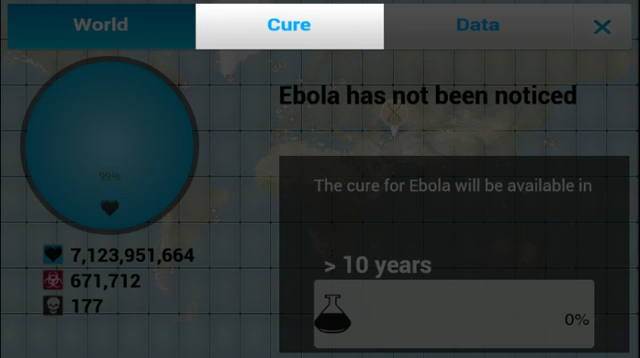 World Cure Data ×
Ebola has not been noticed
99%
The cure for Ebola will be available in
7,123,951,664
> 10 years
671,712
177
0%